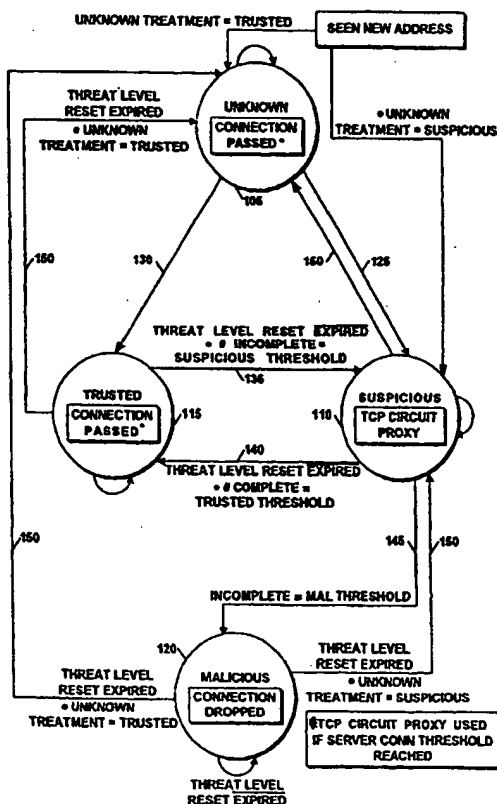 UNKNOWN TREATMENT = TRUSTED
SEEN NEW ADDRESS
THREAT LEVEL
RESET EXPIRED
• UNKNOWN
TREATMENT = TRUSTED
UNKNOWN
CONNECTION
PASSED*
105
• UNKNOWN
TREATMENT = SUSPICIOUS
150
130
150
125
THREAT LEVEL RESET EXPIRED
• # INCOMPLETE =
SUSPICIOUS THRESHOLD
135
TRUSTED
CONNECTION
PASSED*
115
110
SUSPICIOUS
TCP CIRCUIT
PROXY
140
THREAT LEVEL RESET EXPIRED
• # COMPLETE =
TRUSTED THRESHOLD
150
145
150
INCOMPLETE = MAL THRESHOLD
120
THREAT LEVEL
RESET EXPIRED
• UNKNOWN
TREATMENT = TRUSTED
MALICIOUS
CONNECTION
DROPPED
THREAT LEVEL
RESET EXPIRED
• UNKNOWN
TREATMENT = SUSPICIOUS
*TCP CIRCUIT PROXY USED
IF SERVER CONN THRESHOLD
REACHED
THREAT LEVEL
RESET EXPIRED